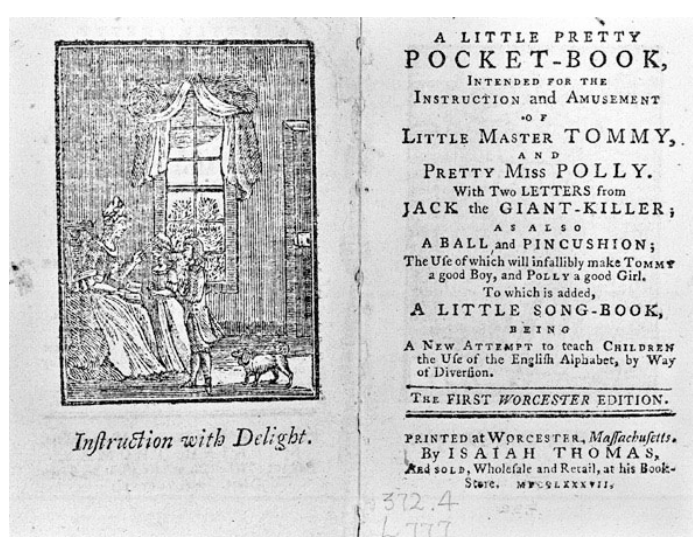 Inſtruction with Delight.
A LITTLE PRETTY
POCKET-BOOK,
INTENDED FOR THE
INSTRUCTION and AMUSEMENT
OF
LITTLE MASTER TOMMY,
AND
PRETTY MISS POLLY.
With Two LETTERS from
JACK the GIANT-KILLER;
AS ALSO
A BALL and PINCUSHION;
The Uſe of which will infallibly make TOMMY
a good Boy, and POLLY a good Girl.
To which is added,
A LITTLE SONG-BOOK,
BEING
A NEW ATTEMPT to teach CHILDREN
the Uſe of the Engliſh Alphabet, by Way
of Diverſion.
THE FIRST WORCESTER EDITION.
PRINTED at WORCESTER, Maſſachuſetts.
By ISAIAH THOMAS,
And SOLD, Wholeſale and Retail, at his Book-
Store. MDCCLXXXVII.
372.4
L 777